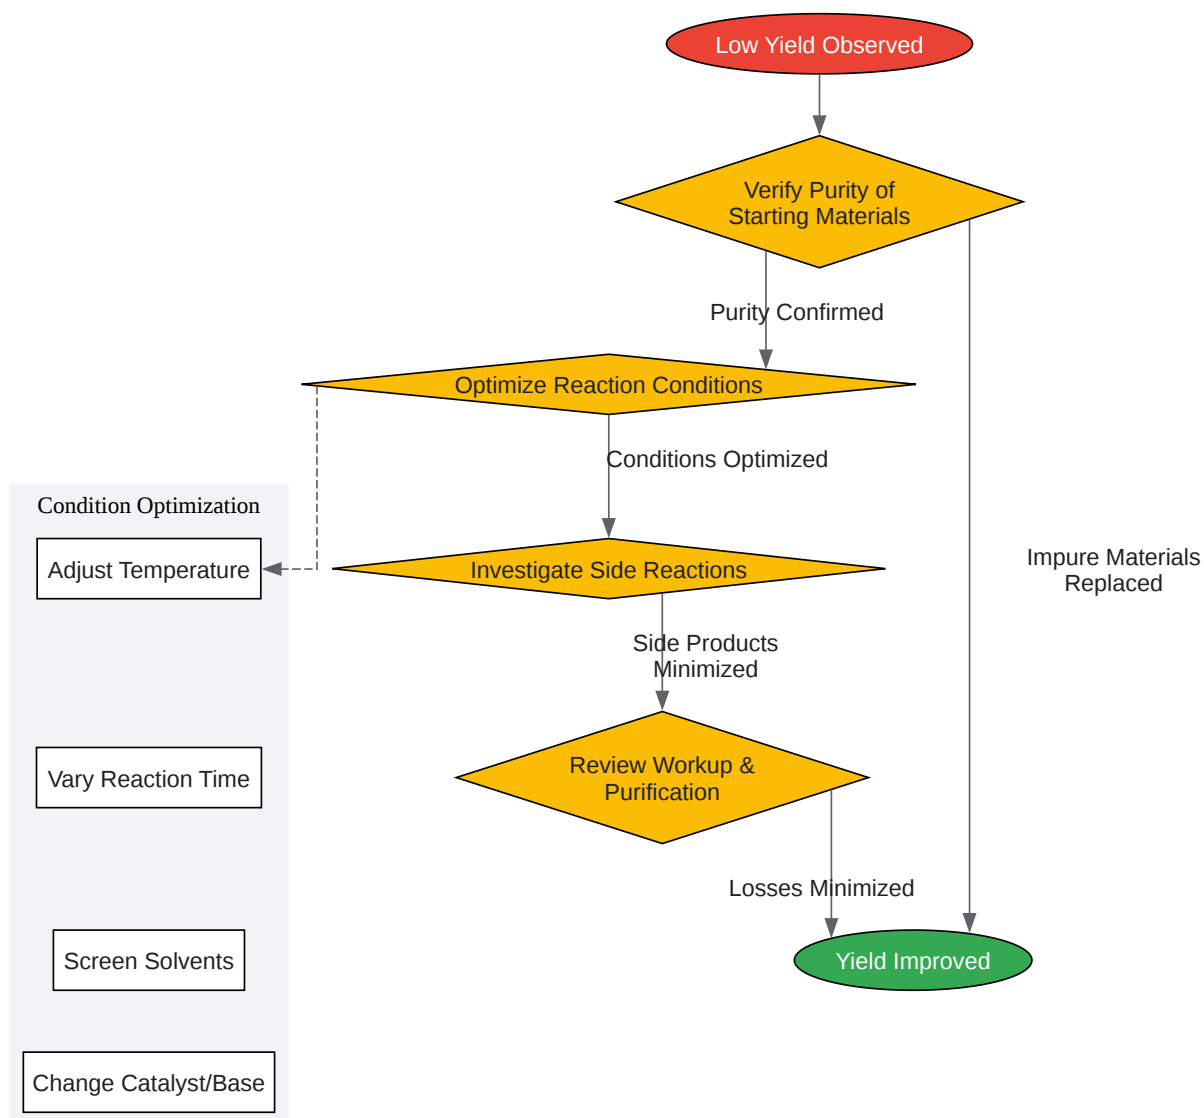 Low Yield Observed
Verify Purity of
Starting Materials
Purity Confirmed
Optimize Reaction Conditions
Conditions Optimized
Condition Optimization
Adjust Temperature
Investigate Side Reactions
Impure Materials
Replaced
Side Products
Minimized
Vary Reaction Time
Review Workup &
Purification
Losses Minimized
Screen Solvents
Yield Improved
Change Catalyst/Base